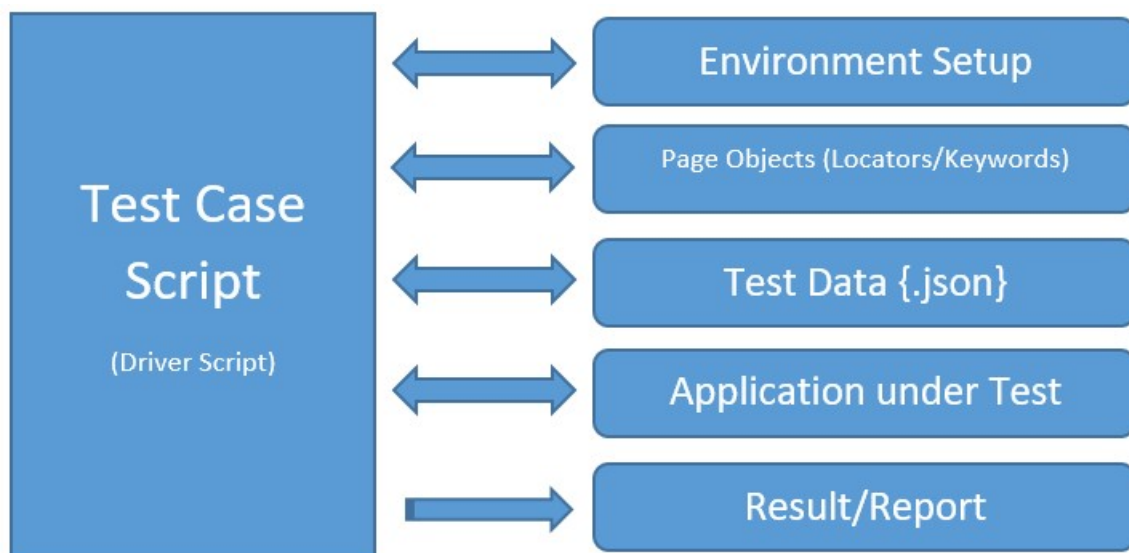 Test Case
Script
(Driver Script)
Environment Setup
Page Objects (Locators/Keywords)
Test Data {.json}
Application under Test
Result/Report